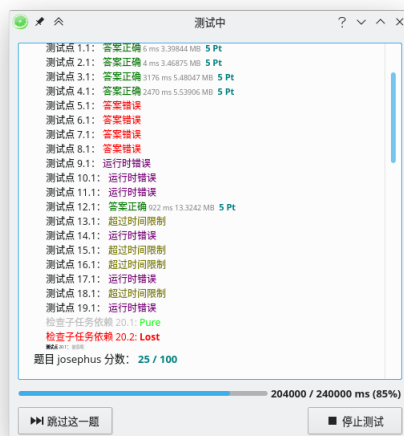 测试中
测试点 1.1： 答案正确 6 ms 3.39844 MB 5 Pt
测试点 2.1： 答案正确 4 ms 3.46875 MB 5 Pt
测试点 3.1： 答案正确 3176 ms 5.48047 MB 5 Pt
测试点 4.1： 答案正确 2470 ms 5.53906 MB 5 Pt
测试点 5.1： 答案错误
测试点 6.1： 答案错误
测试点 7.1： 答案错误
测试点 8.1： 答案错误
测试点 9.1： 运行时错误
测试点 10.1： 运行时错误
测试点 11.1： 运行时错误
测试点 12.1： 答案正确 922 ms 13.3242 MB 5 Pt
测试点 13.1： 超过时间限制
测试点 14.1： 运行时错误
测试点 15.1： 超过时间限制
测试点 16.1： 超过时间限制
测试点 17.1： 运行时错误
测试点 18.1： 超过时间限制
测试点 19.1： 运行时错误
检查子任务依赖 20.1: Pure
检查子任务依赖 20.2: Lost
题目 josephus 分数： 25 / 100
204000 / 240000 ms (85%)
跳过这一题
停止测试